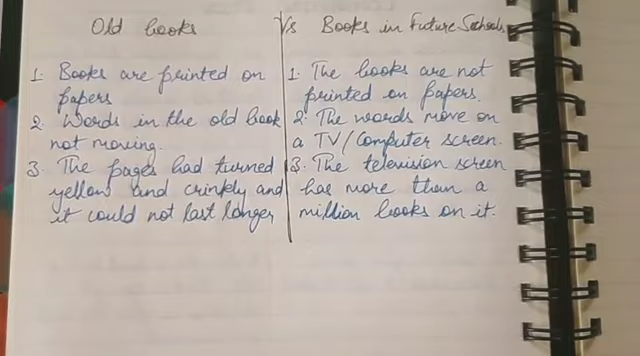 Old books Vs Books in Future Schools
1. Books are printed on
papers
2. Words in the old book
not moving.
3. The pages had turned
yellow and crinkly and
it could not last longer
1. The books are not
printed on papers.
2. The words move on
a TV/Computer screen.
3. The television screen
has more than a
million books on it.